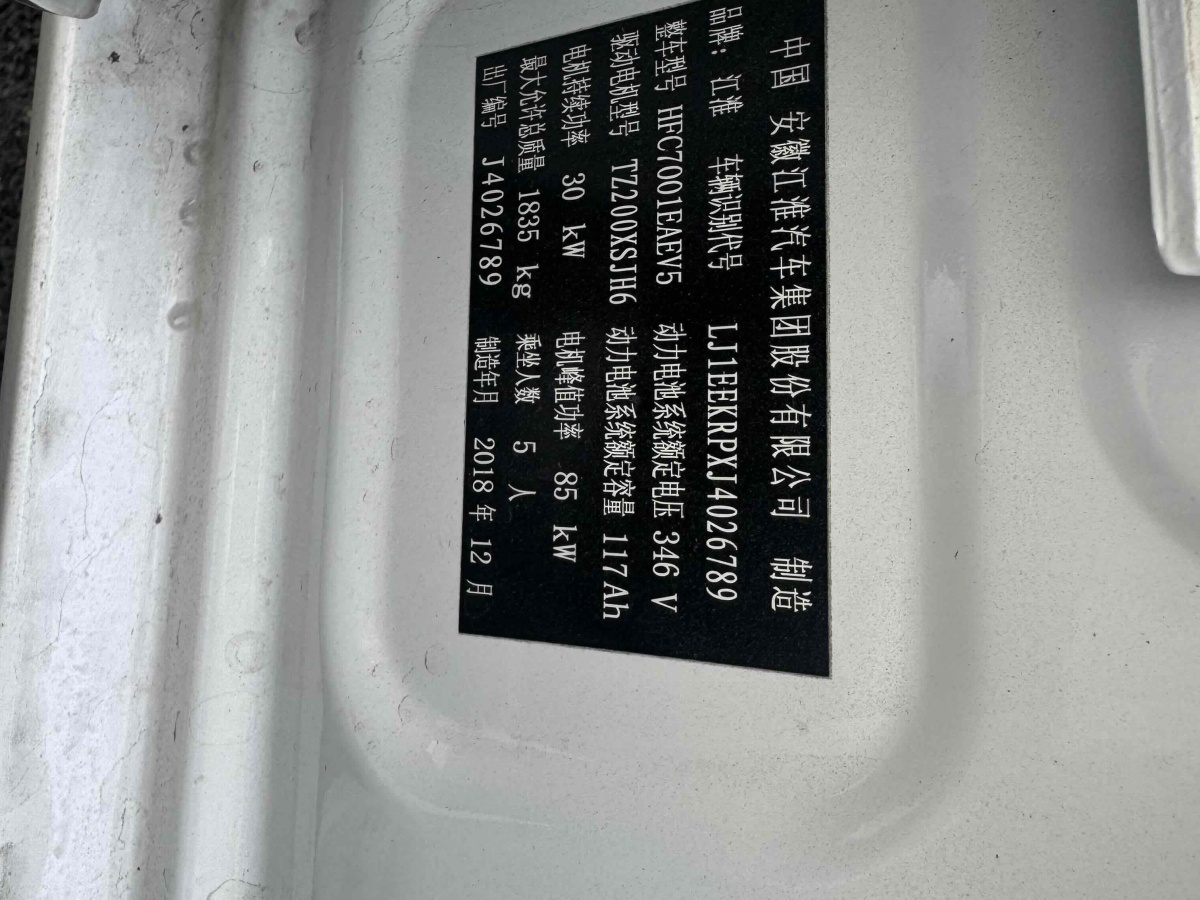 中国 安徽江淮汽车集团股份有限公司 制造
品牌: 江淮 车辆识别代号 LJ1EEKRPXJ4026789
整车型号 HFC7001EAEV5 动力电池系统额定电压 346 V
驱动电机型号 TZ200XSJH6 动力电池系统额定容量 117Ah
电机持续功率 30 kW 电机峰值功率 85 kW
最大允许总质量 1835 kg 乘坐人数 5 人
出厂编号 J4026789 制造年月 2018 年 12 月